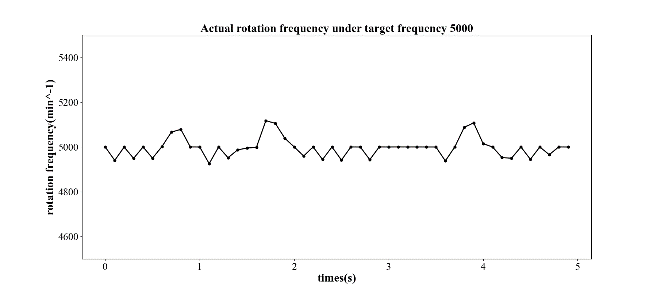 Actual rotation frequency under target frequency 5000
rotation frequency(min^-1)
5400
5200
5000
4800
4600
0 1 2 3 4 5
times(s)